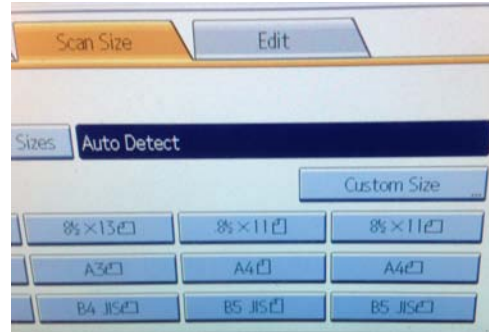 Scan Size Edit
Sizes Auto Detect
Custom Size ...
8½×13 8½×11 8½×11
A3 A4 A4
B4 JIS B5 JIS B5 JIS